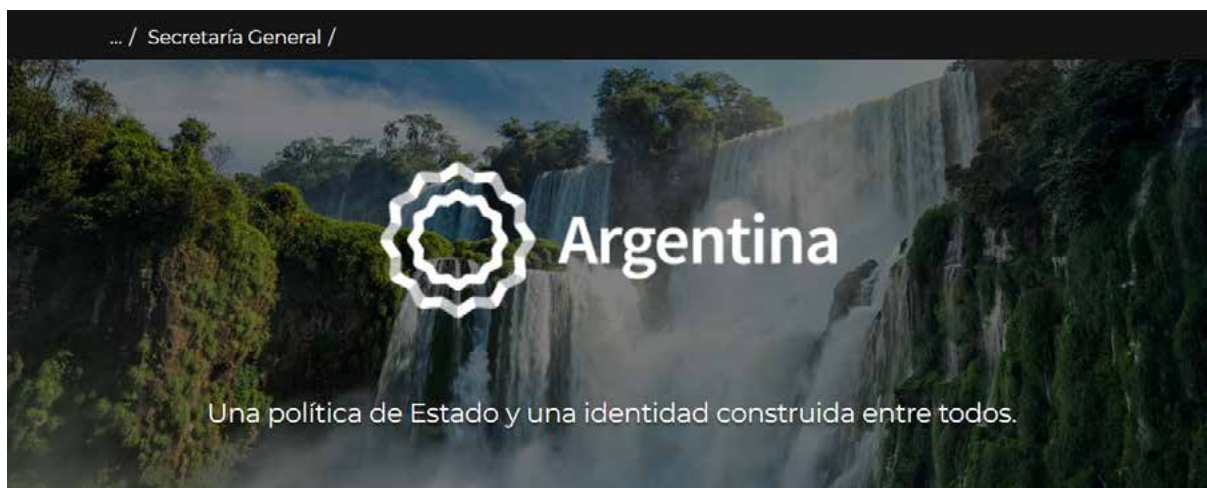 ... / Secretaría General /
Argentina
Una política de Estado y una identidad construida entre todos.